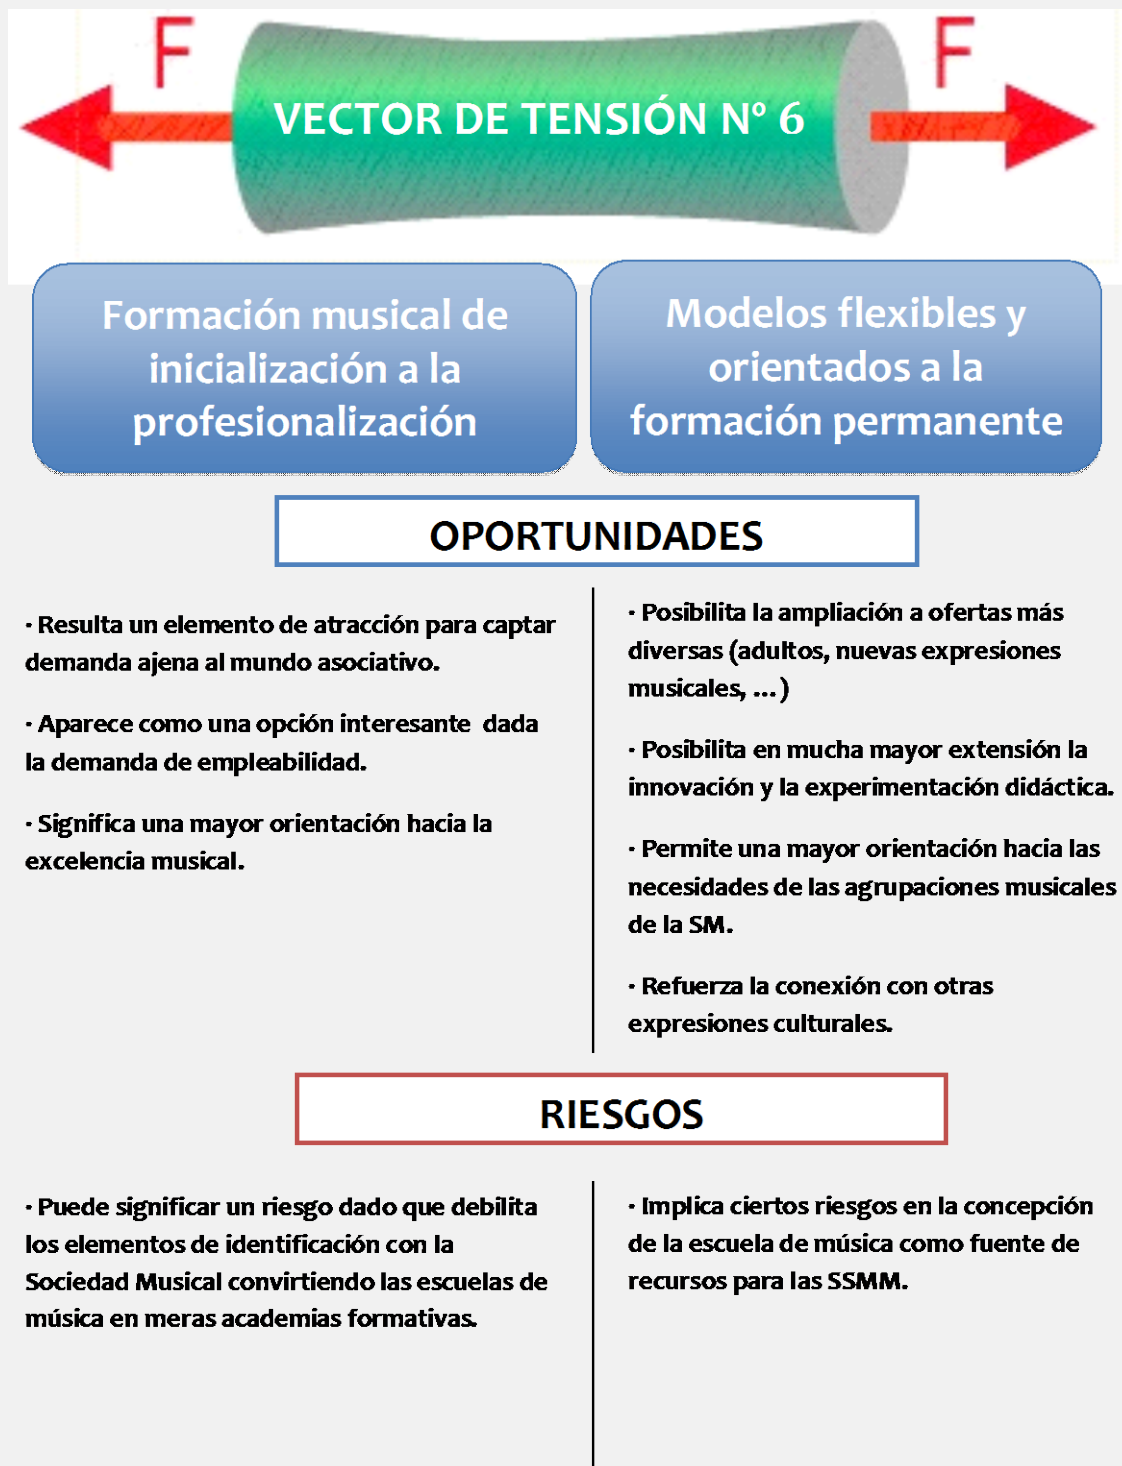 F
F
VECTOR DE TENSIÓN Nº 6
Formación musical de
inicialización a la
profesionalización
Modelos flexibles y
orientados a la
formación permanente
OPORTUNIDADES
· Resulta un elemento de atracción para captar
demanda ajena al mundo asociativo.
· Aparece como una opción interesante dada
la demanda de empleabilidad.
· Significa una mayor orientación hacia la
excelencia musical.
· Posibilita la ampliación a ofertas más
diversas (adultos, nuevas expresiones
musicales, ...)
· Posibilita en mucha mayor extensión la
innovación y la experimentación didáctica.
· Permite una mayor orientación hacia las
necesidades de las agrupaciones musicales
de la SM.
· Refuerza la conexión con otras
expresiones culturales.
RIESGOS
· Puede significar un riesgo dado que debilita
los elementos de identificación con la
Sociedad Musical convirtiendo las escuelas de
música en meras academias formativas.
· Implica ciertos riesgos en la concepción
de la escuela de música como fuente de
recursos para las SSMM.